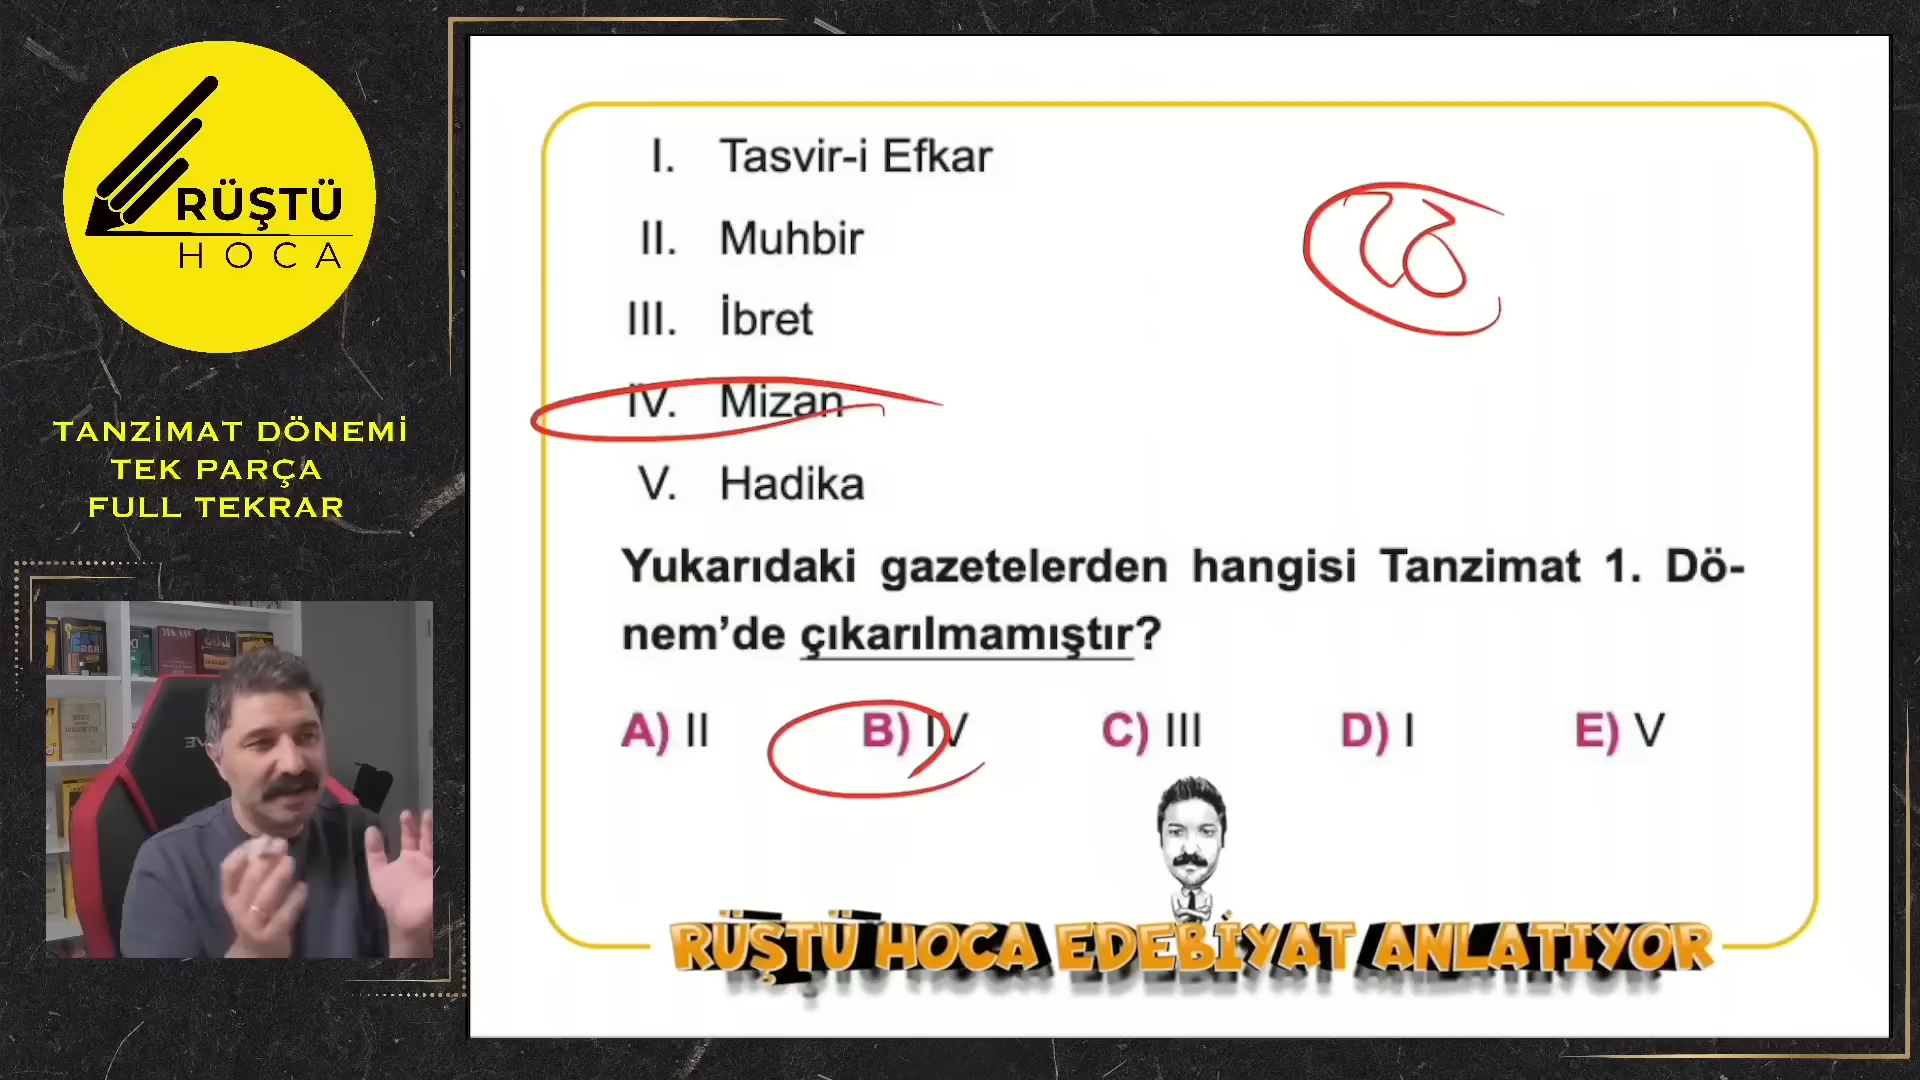 RÜŞTÜ
HOCA
TANZİMAT DÖNEMİ
TEK PARÇA
FULL TEKRAR
I. Tasvir-i Efkar
II. Muhbir
III. İbret
IV. Mizan
V. Hadika
Yukarıdaki gazetelerden hangisi Tanzimat 1. Dö-
nem’de çıkarılmamıştır?
A) II B) IV C) III D) I E) V
RÜŞTÜ HOCA EDEBİYAT ANLATIYOR